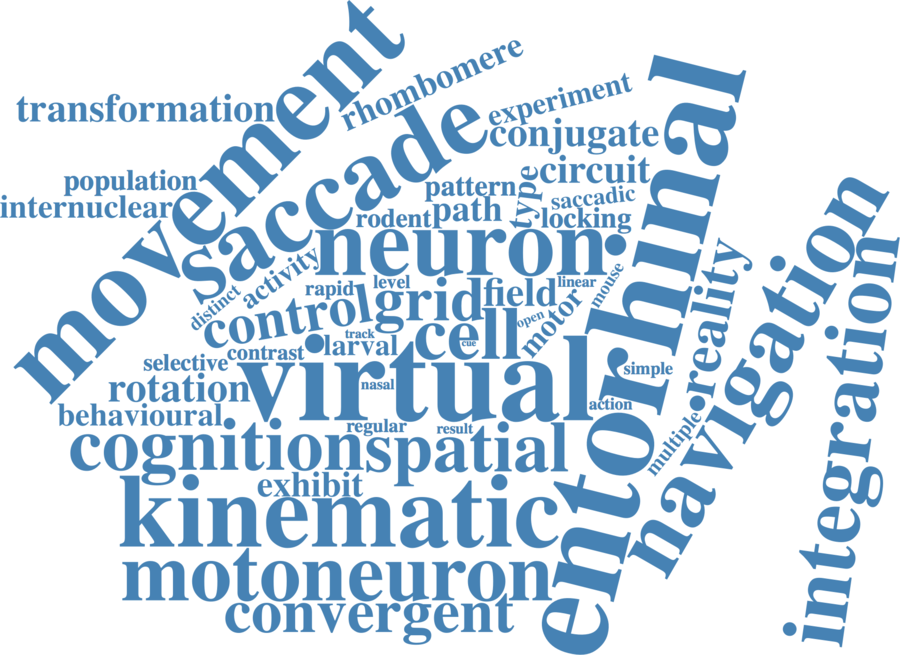 movement
rhombomere
transformation
saccade
experiment
conjugate
entorhinal
population
internuclear
pattern
type
circuit
saccadic
rodent
path
locking
neuron
navigation
integration
activity
distinct
rapid
level
linear
mouse
reality
control
grid
field
open
motor
track
larval
cell
cue
selective
contrast
virtual
simple
rotation
nasal
action
behavioural
regular
result
multiple
cognition
spatial
exhibit
kinematic
motoneuron
convergent